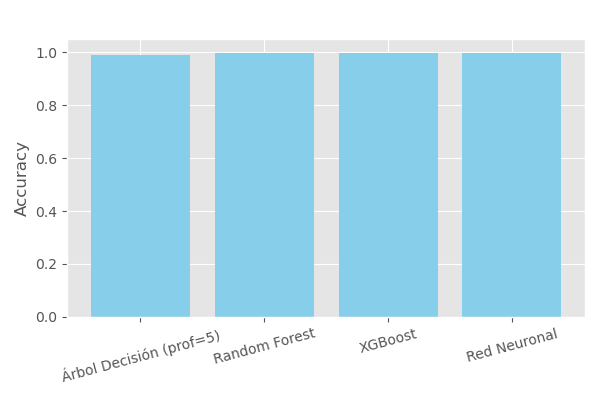 Accuracy
1.0
0.8
0.6
0.4
0.2
0.0
Árbol Decisión (prof=5)
Random Forest
XGBoost
Red Neuronal